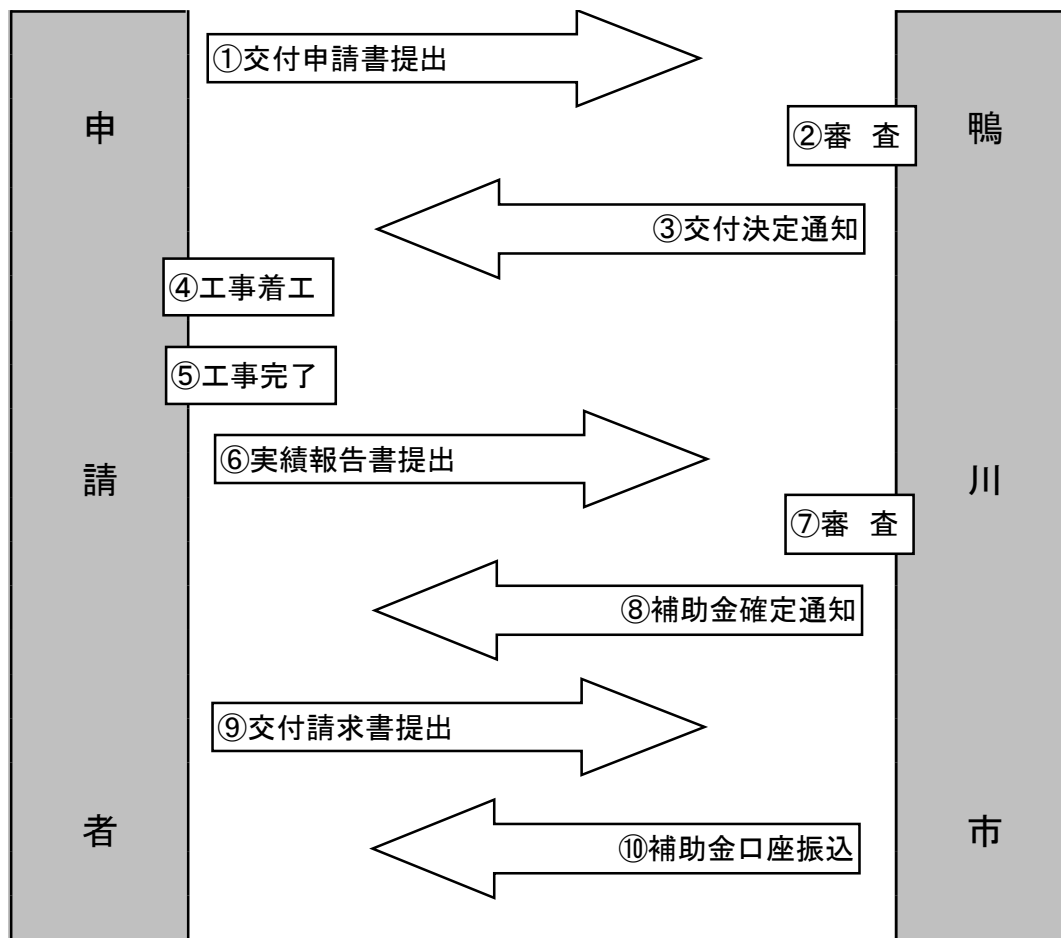 申請者
鴨川市
①交付申請書提出
②審　査
③交付決定通知
④工事着工
⑤工事完了
⑥実績報告書提出
⑦審　査
⑧補助金確定通知
⑨交付請求書提出
⑩補助金口座振込